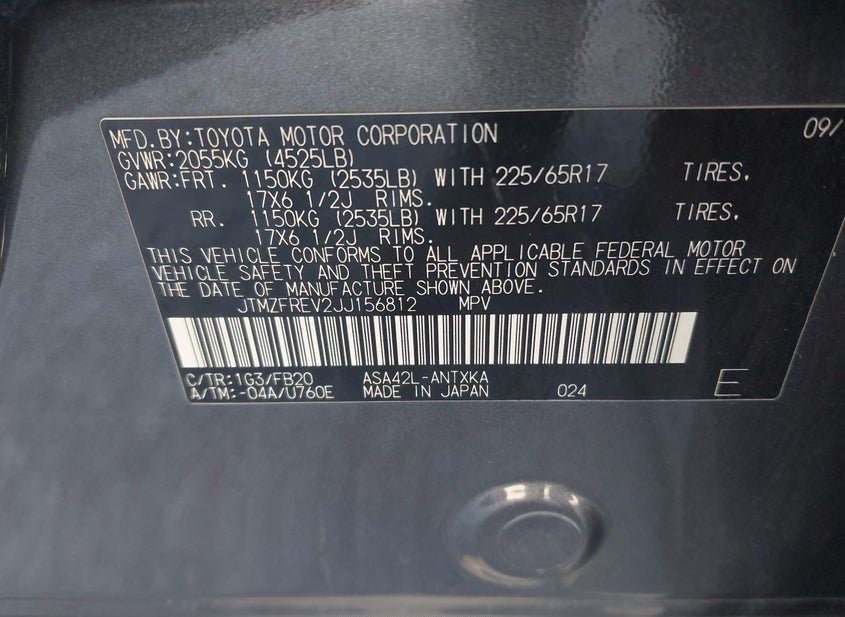 MFD.BY:TOYOTA MOTOR CORPORATION 09/
GVWR:2055KG (4525LB)
GAWR:FRT. 1150KG (2535LB) WITH 225/65R17 TIRES,
17X6 1/2J RIMS.
RR. 1150KG (2535LB) WITH 225/65R17 TIRES,
17X6 1/2J RIMS.
THIS VEHICLE CONFORMS TO ALL APPLICABLE FEDERAL MOTOR
VEHICLE SAFETY AND THEFT PREVENTION STANDARDS IN EFFECT ON
THE DATE OF MANUFACTURE SHOWN ABOVE.
JTMZFREV2JJ156812 MPV
C/TR:1G3/FB20 ASA42L-ANTXKA
A/TM:-04A/U760E MADE IN JAPAN 024 E